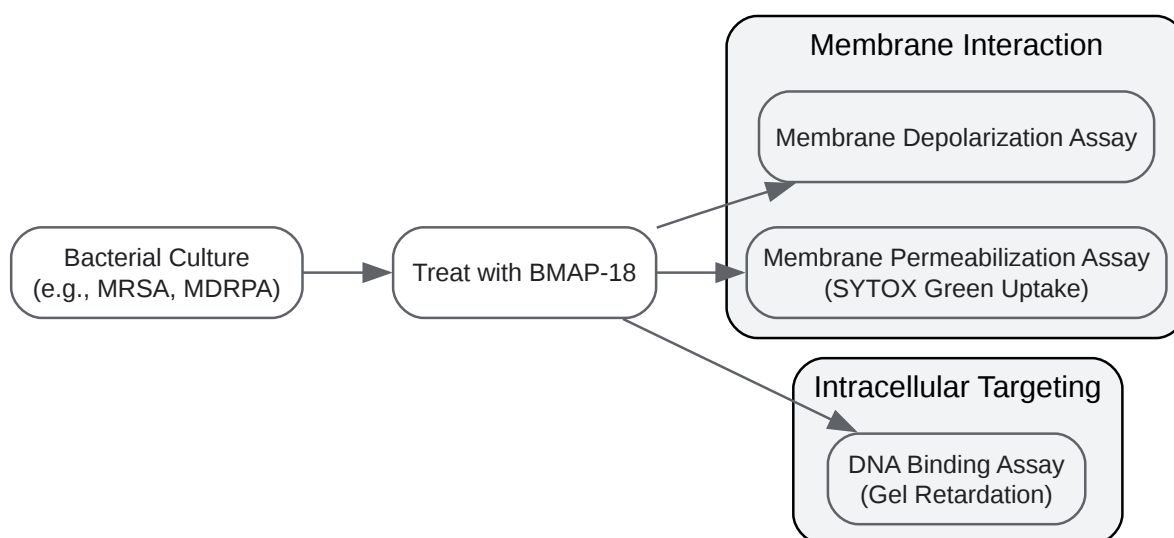 Membrane Interaction
Membrane Depolarization Assay
Bacterial Culture
(e.g., MRSA, MDRPA)
Treat with BMAP-18
Membrane Permeabilization Assay
(SYTOX Green Uptake)
Intracellular Targeting
DNA Binding Assay
(Gel Retardation)